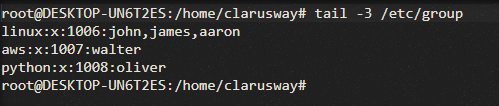 root@DESKTOP-UN6T2ES:/home/clarusway# tail -3 /etc/group
linux:x:1006:john,james,aaron
aws:x:1007:walter
python:x:1008:oliver
root@DESKTOP-UN6T2ES:/home/clarusway#